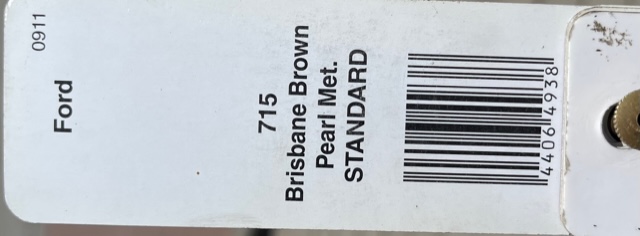 0911
Ford
715
Brisbane Brown
Pearl Met.
STANDARD
4406 4938